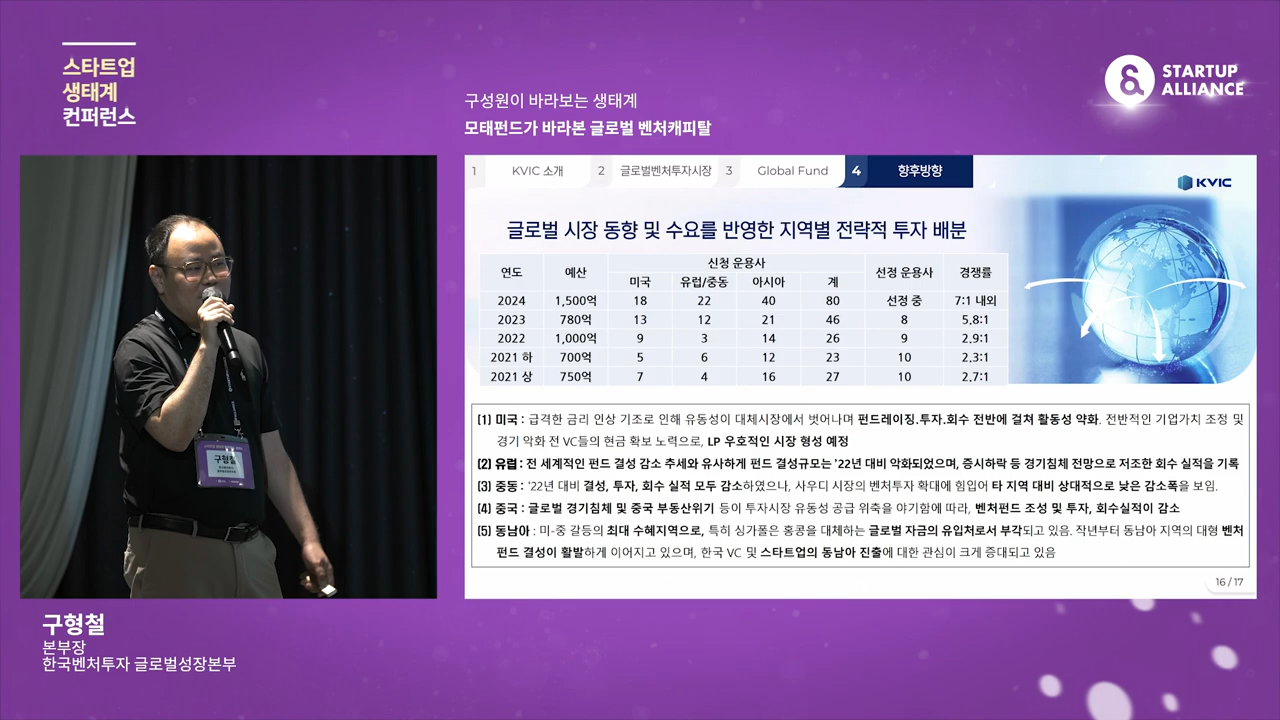 스타트업
생태계
컨퍼런스
STARTUP
ALLIANCE
구성원이 바라보는 생태계
모태펀드가 바라본 글로벌 벤처캐피탈
1 KVIC 소개 2 글로벌벤처투자시장 3 Global Fund 4 향후방향
KVIC
글로벌 시장 동향 및 수요를 반영한 지역별 전략적 투자 배분
연도 예산 신청 운용사 선정 운용사 경쟁률
미국 유럽/중동 아시아 계
2024 1,500억 18 22 40 80 선정 중 7:1 내외
2023 780억 13 12 21 46 8 5.8:1
2022 1,000억 9 3 14 26 9 2.9:1
2021 하 700억 5 6 12 23 10 2.3:1
2021 상 750억 7 4 16 27 10 2.7:1
[1] 미국 : 급격한 금리 인상 기조로 인해 유동성이 대체시장에서 벗어나며 펀드레이징.투자.회수 전반에 걸쳐 활동성 약화. 전반적인 기업가치 조정 및
경기 악화 전 VC들의 현금 확보 노력으로, LP 우호적인 시장 형성 예정
[2] 유럽 : 전 세계적인 펀드 결성 감소 추세와 유사하게 펀드 결성규모는 '22년 대비 악화되었으며, 증시하락 등 경기침체 전망으로 저조한 회수 실적을 기록
[3] 중동 : '22년 대비 결성, 투자, 회수 실적 모두 감소하였으나, 사우디 시장의 벤처투자 확대에 힘입어 타 지역 대비 상대적으로 낮은 감소폭을 보임.
[4] 중국 : 글로벌 경기침체 및 중국 부동산위기 등이 투자시장 유동성 공급 위축을 야기함에 따라, 벤처펀드 조성 및 투자, 회수실적이 감소
[5] 동남아 : 미-중 갈등의 최대 수혜지역으로, 특히 싱가폴은 홍콩을 대체하는 글로벌 자금의 유입처로서 부각되고 있음. 작년부터 동남아 지역의 대형 벤처
펀드 결성이 활발하게 이어지고 있으며, 한국 VC 및 스타트업의 동남아 진출에 대한 관심이 크게 증대되고 있음
16 / 17
구형철
구형철
본부장
한국벤처투자 글로벌성장본부